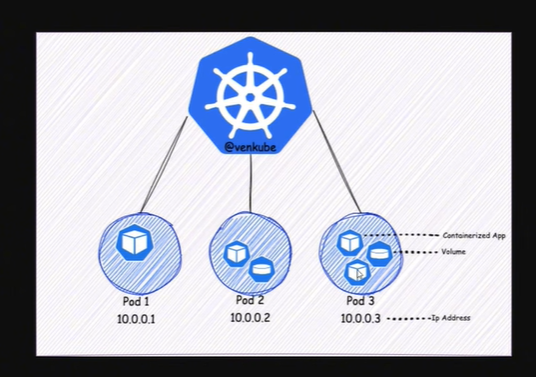 @venkube
Containerized App
Volume
Pod 1
Pod 2
Pod 3
10.0.0.1
10.0.0.2
10.0.0.3
Ip Address